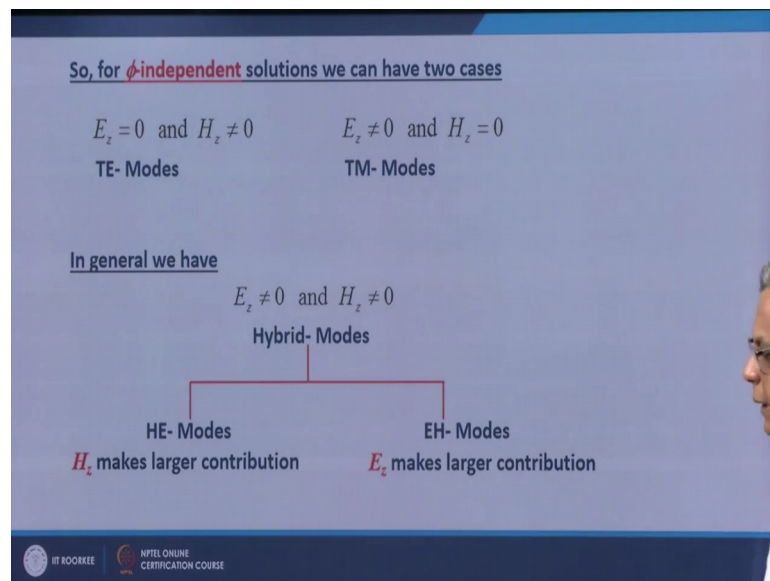 So, for ϕ-independent solutions we can have two cases
E_z = 0 and H_z ≠ 0
E_z ≠ 0 and H_z = 0
TE- Modes
TM- Modes
In general we have
E_z ≠ 0 and H_z ≠ 0
Hybrid- Modes
HE- Modes
EH- Modes
H_z makes larger contribution
E_z makes larger contribution
IIT ROORKEE
NPTEL ONLINE
CERTIFICATION COURSE